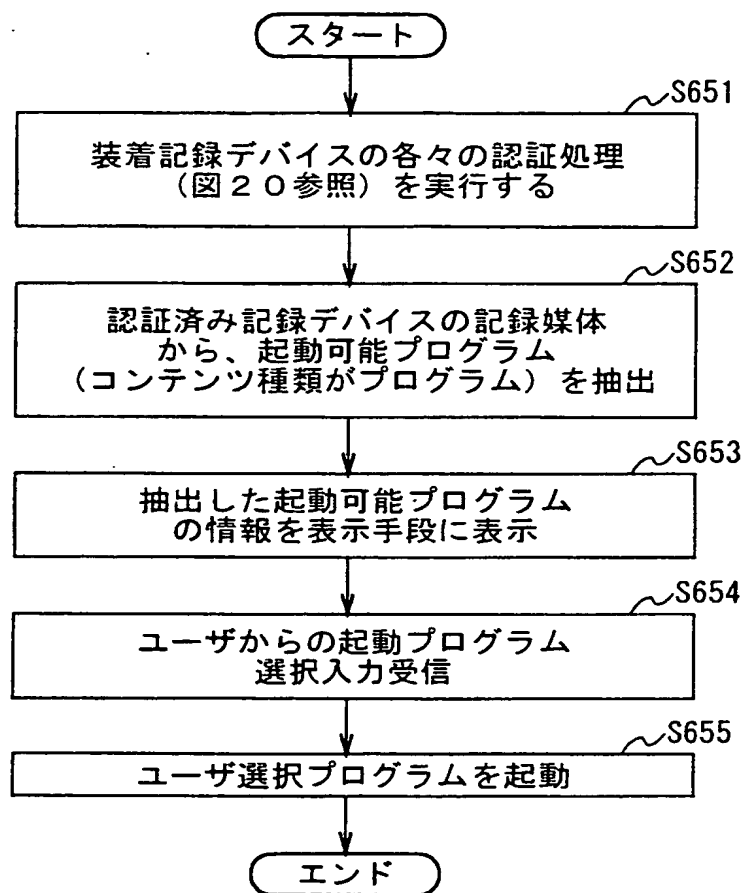 スタート
S651
装着記録デバイスの各々の認証処理
(図20参照)を実行する
S652
認証済み記録デバイスの記録媒体
から、起動可能プログラム
(コンテンツ種類がプログラム)を抽出
S653
抽出した起動可能プログラム
の情報を表示手段に表示
S654
ユーザからの起動プログラム
選択入力受信
S655
ユーザ選択プログラムを起動
エンド